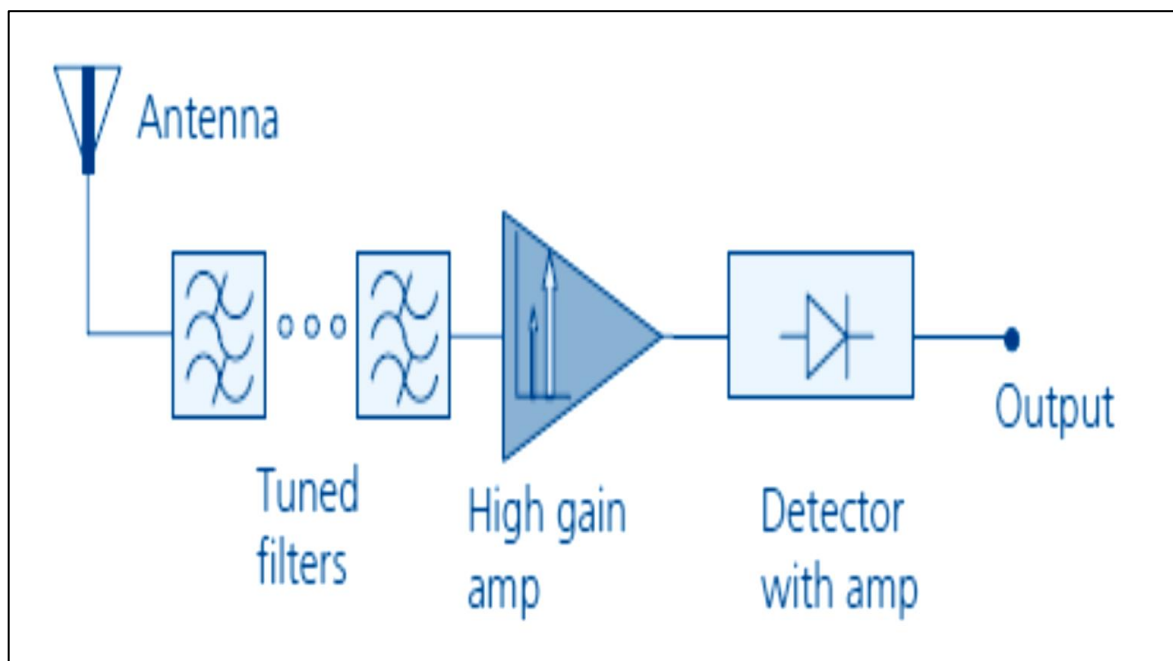 Antenna
Tuned
filters
High gain
amp
Detector
with amp
Output